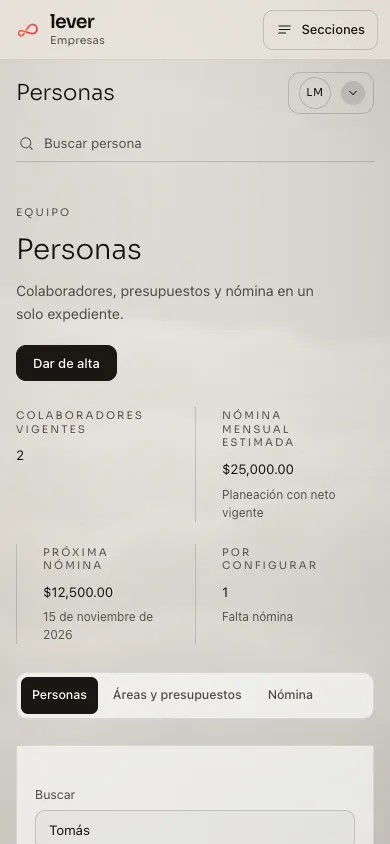 lever
Empresas
Secciones
Personas
LM
Buscar persona
EQUIPO
Personas
Colaboradores, presupuestos y nómina en un
solo expediente.
Dar de alta
COLABORADORES
VIGENTES
2
NÓMINA
MENSUAL
ESTIMADA
$25,000.00
Planeación con neto
vigente
PRÓXIMA
NÓMINA
$12,500.00
15 de noviembre de
2026
POR
CONFIGURAR
1
Falta nómina
Personas
Áreas y presupuestos
Nómina
Buscar
Tomás